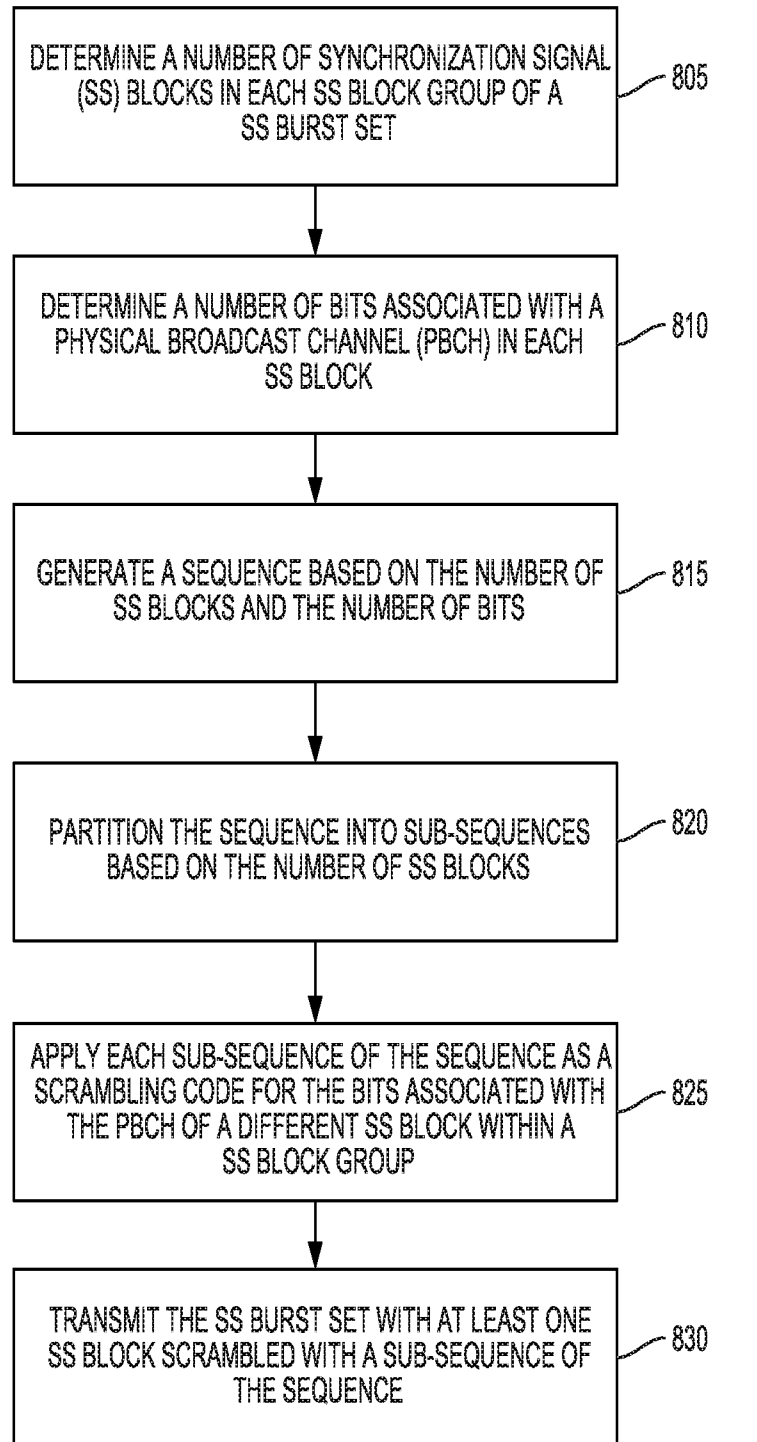 DETERMINE A NUMBER OF SYNCHRONIZATION SIGNAL
(SS) BLOCKS IN EACH SS BLOCK GROUP OF A
SS BURST SET
805
DETERMINE A NUMBER OF BITS ASSOCIATED WITH A
PHYSICAL BROADCAST CHANNEL (PBCH) IN EACH
SS BLOCK
810
GENERATE A SEQUENCE BASED ON THE NUMBER OF
SS BLOCKS AND THE NUMBER OF BITS
815
PARTITION THE SEQUENCE INTO SUB-SEQUENCES
BASED ON THE NUMBER OF SS BLOCKS
820
APPLY EACH SUB-SEQUENCE OF THE SEQUENCE AS A
SCRAMBLING CODE FOR THE BITS ASSOCIATED WITH
THE PBCH OF A DIFFERENT SS BLOCK WITHIN A
SS BLOCK GROUP
825
TRANSMIT THE SS BURST SET WITH AT LEAST ONE
SS BLOCK SCRAMBLED WITH A SUB-SEQUENCE OF
THE SEQUENCE
830